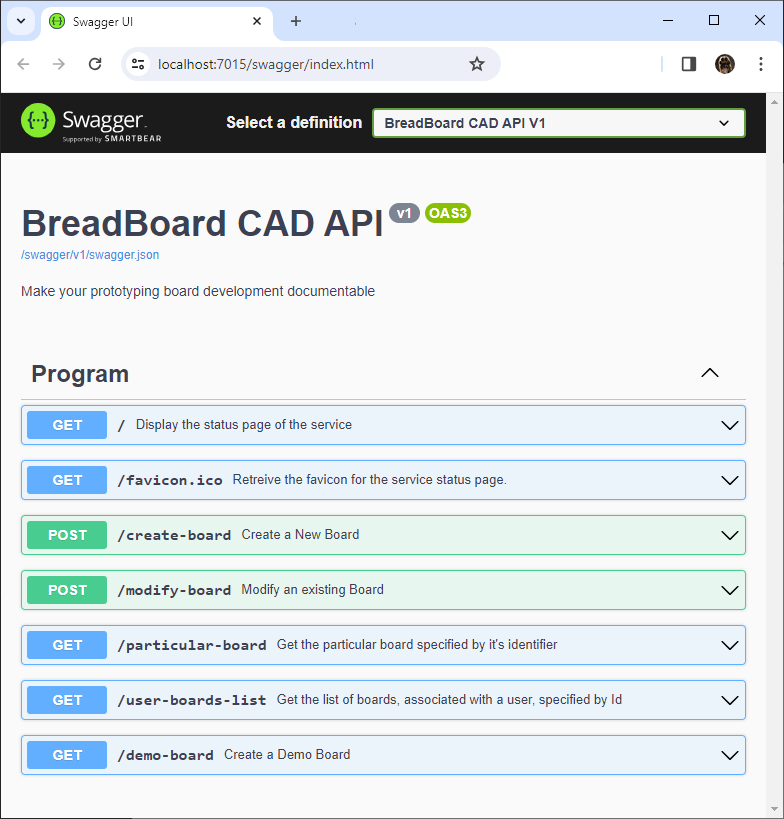 Swagger UI
localhost:7015/swagger/index.html
Swagger
Supported by SMARTBEAR
Select a definition
BreadBoard CAD API V1
BreadBoard CAD API v1 OAS3
/swagger/v1/swagger.json
Make your prototyping board development documentable
Program
GET / Display the status page of the service
GET /favicon.ico Retreive the favicon for the service status page.
POST /create-board Create a New Board
POST /modify-board Modify an existing Board
GET /particular-board Get the particular board specified by it's identifier
GET /user-boards-list Get the list of boards, associated with a user, specified by Id
GET /demo-board Create a Demo Board